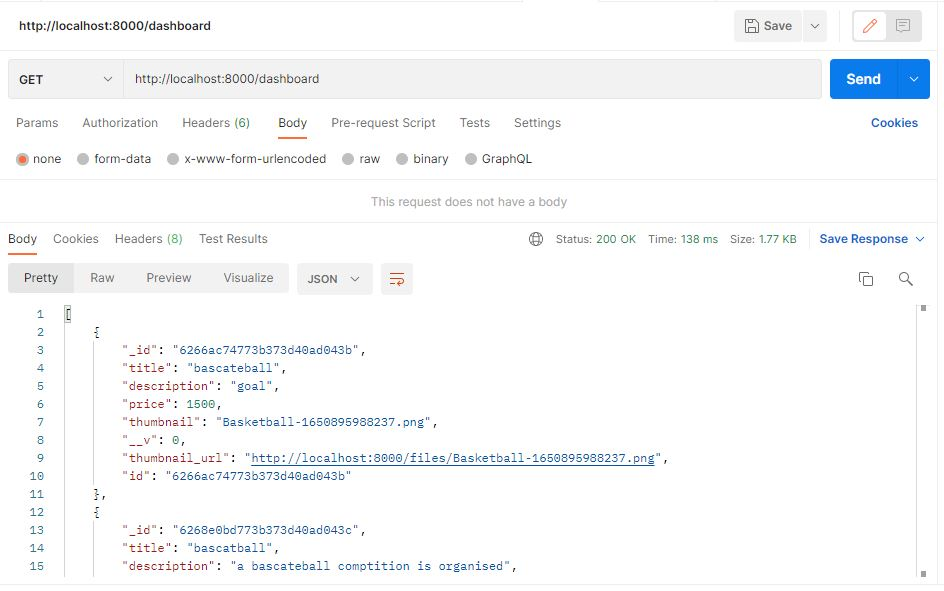 http://localhost:8000/dashboard Save
GET http://localhost:8000/dashboard Send
Params Authorization Headers (6) Body Pre-request Script Tests Settings Cookies
none form-data x-www-form-urlencoded raw binary GraphQL
This request does not have a body
Body Cookies Headers (8) Test Results Status: 200 OK Time: 138 ms Size: 1.77 KB Save Response
Pretty Raw Preview Visualize JSON
1 [
2 {
3 "_id": "6266ac74773b373d40ad043b",
4 "title": "bascateball",
5 "description": "goal",
6 "price": 1500,
7 "thumbnail": "Basketball-1650895988237.png",
8 "__v": 0,
9 "thumbnail_url": "http://localhost:8000/files/Basketball-1650895988237.png",
10 "id": "6266ac74773b373d40ad043b"
11 },
12 {
13 "_id": "6268e0bd773b373d40ad043c",
14 "title": "bascatball",
15 "description": "a bascateball comptition is organised",